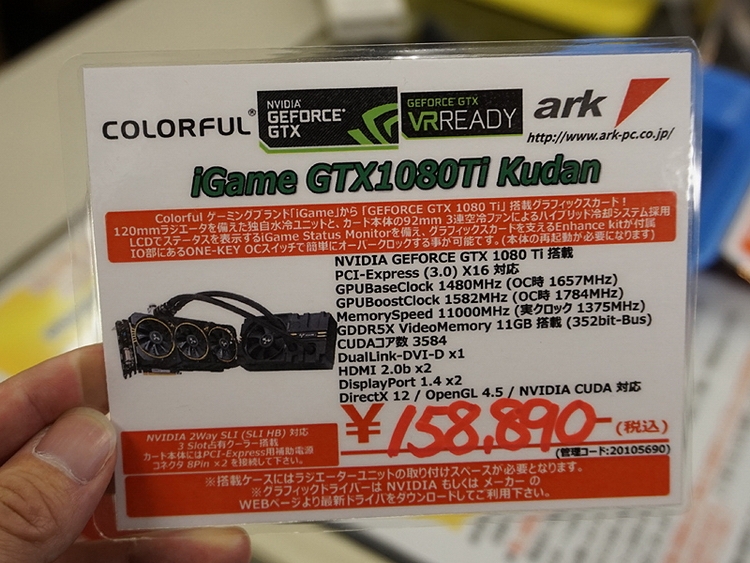 COLORFUL®
NVIDIA
GEFORCE®
GTX
GEFORCE® GTX
VRREADY
ark
http://www.ark-pc.co.jp/
iGame GTX1080Ti Kudan
Colorful ゲーミングブランド「iGame」から「GEFORCE GTX 1080 Ti」搭載グラフィックスカード！
120mmラジエータを備えた独自水冷ユニットと、カード本体の92mm 3連空冷ファンによるハイブリッド冷却システム採用
LCDでステータスを表示するiGame Status Monitorを備え、グラフィックスカードを支えるEnhance kitが付属
IO部にあるONE-KEY OCスイッチで簡単にオーバークロックする事が可能です。(本体の再起動が必要になります)
NVIDIA GEFORCE GTX 1080 Ti 搭載
PCI-Express (3.0) X16 対応
GPUBaseClock 1480MHz (OC時 1657MHz)
GPUBoostClock 1582MHz (OC時 1784MHz)
MemorySpeed 11000MHz (実クロック 1375MHz)
GDDR5X VideoMemory 11GB 搭載 (352bit-Bus)
CUDAコア数 3584
DualLink-DVI-D x1
HDMI 2.0b x2
DisplayPort 1.4 x2
DirectX 12 / OpenGL 4.5 / NVIDIA CUDA 対応
NVIDIA 2Way SLI (SLI HB) 対応
3 Slot占有クーラー搭載
カード本体にはPCI-Express用補助電源
コネクタ 8Pin ×2 を接続して下さい。
¥158,890- (税込)
(管理コード:20105690)
※搭載ケースにはラジエーターユニットの取り付けスペースが必要となります。
※グラフィックドライバーは NVIDIA もしくは メーカー の
WEBページより最新ドライバをダウンロードしてご利用下さい。